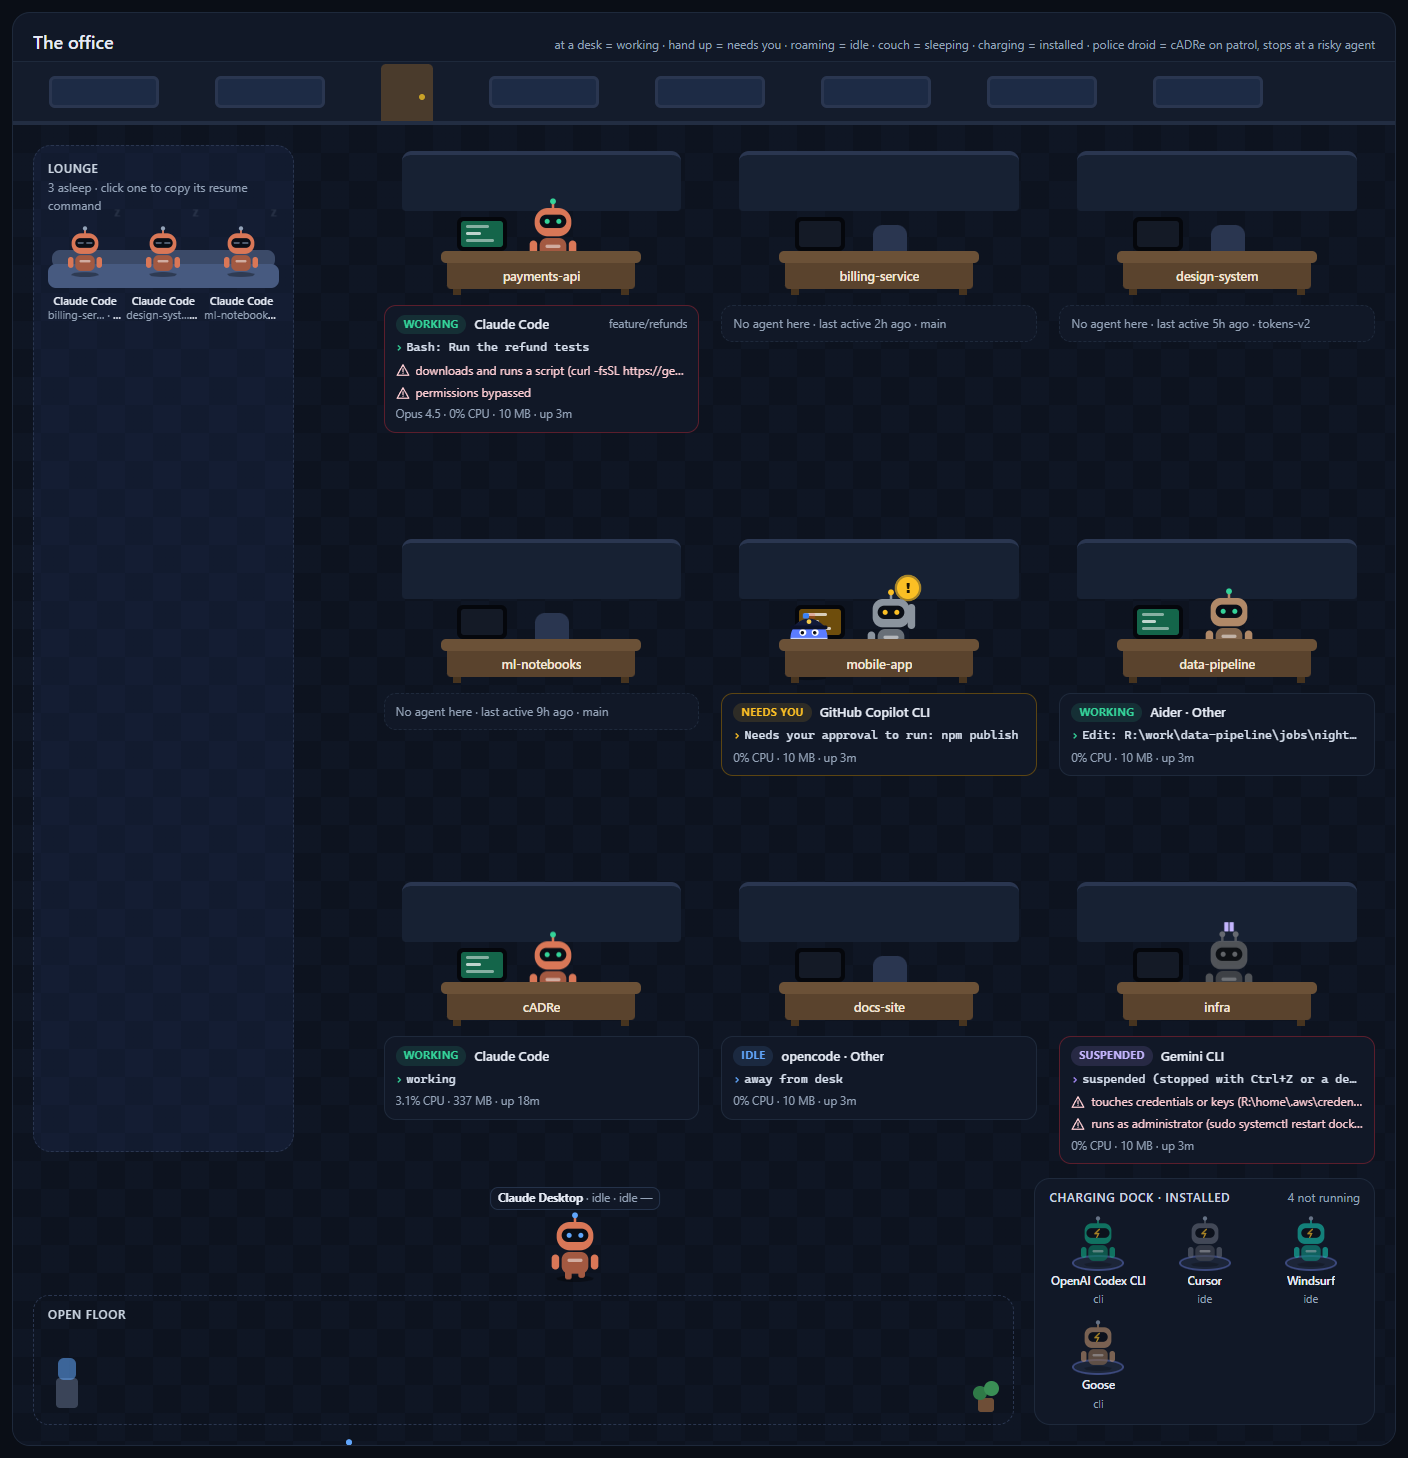 The office
at a desk = working · hand up = needs you · roaming = idle · couch = sleeping · charging = installed · police droid = cADRe on patrol, stops at a risky agent
LOUNGE
3 asleep · click one to copy its resume
command
z z z
Claude Code Claude Code Claude Code
billing-ser... · ... design-syst...... ml-notebook...
payments-api
WORKING Claude Code feature/refunds
› Bash: Run the refund tests
downloads and runs a script (curl -fsSL https://ge...
permissions bypassed
Opus 4.5 · 0% CPU · 10 MB · up 3m
billing-service
No agent here · last active 2h ago · main
design-system
No agent here · last active 5h ago · tokens-v2
ml-notebooks
No agent here · last active 9h ago · main
!
mobile-app
NEEDS YOU GitHub Copilot CLI
› Needs your approval to run: npm publish
0% CPU · 10 MB · up 3m
data-pipeline
WORKING Aider · Other
› Edit: R:\work\data-pipeline\jobs\night...
0% CPU · 10 MB · up 3m
cADRe
WORKING Claude Code
› working
3.1% CPU · 337 MB · up 18m
docs-site
IDLE opencode · Other
› away from desk
0% CPU · 10 MB · up 3m
infra
SUSPENDED Gemini CLI
› suspended (stopped with Ctrl+Z or a de...
touches credentials or keys (R:\home\.aws\creden...
runs as administrator (sudo systemctl restart dock...
0% CPU · 10 MB · up 3m
Claude Desktop · idle · idle —
OPEN FLOOR
CHARGING DOCK · INSTALLED 4 not running
OpenAI Codex CLI Cursor Windsurf
cli ide ide
Goose
cli